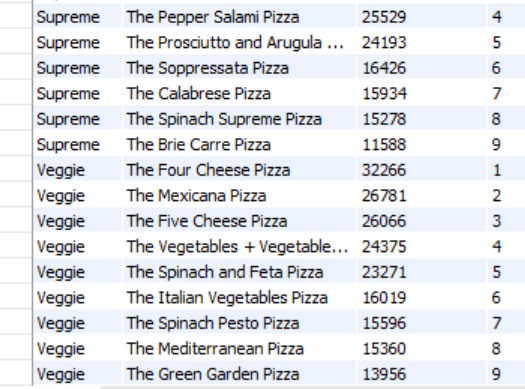 Supreme The Pepper Salami Pizza 25529 4
Supreme The Prosciutto and Arugula ... 24193 5
Supreme The Soppressata Pizza 16426 6
Supreme The Calabrese Pizza 15934 7
Supreme The Spinach Supreme Pizza 15278 8
Supreme The Brie Carre Pizza 11588 9
Veggie The Four Cheese Pizza 32266 1
Veggie The Mexicana Pizza 26781 2
Veggie The Five Cheese Pizza 26066 3
Veggie The Vegetables + Vegetable... 24375 4
Veggie The Spinach and Feta Pizza 23271 5
Veggie The Italian Vegetables Pizza 16019 6
Veggie The Spinach Pesto Pizza 15596 7
Veggie The Mediterranean Pizza 15360 8
Veggie The Green Garden Pizza 13956 9